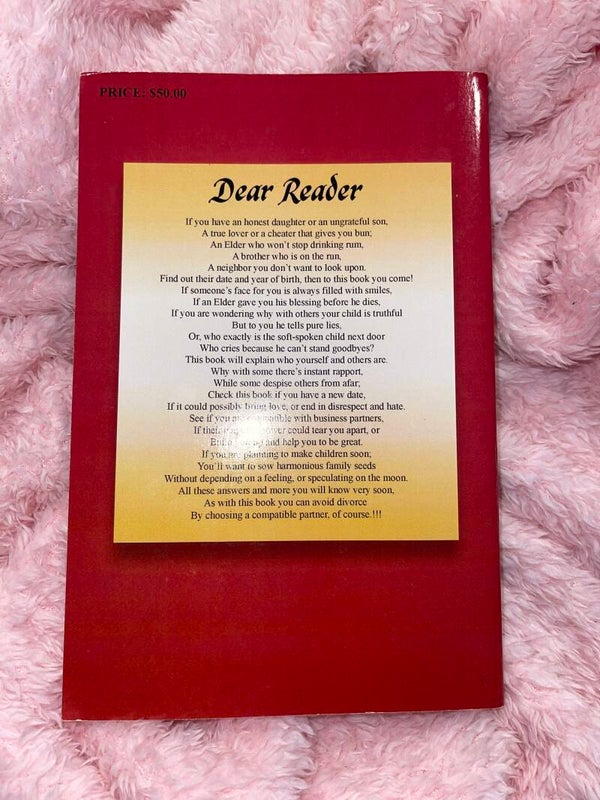 PRICE: $50.00
Dear Reader
If you have an honest daughter or an ungrateful son,
A true lover or a cheater that gives you bun;
An Elder who won't stop drinking rum,
A brother who is on the run,
A neighbor you don't want to look upon.
Find out their date and year of birth, then to this book you come!
If someone's face for you is always filled with smiles,
If an Elder gave you his blessing before he dies,
If you are wondering why with others your child is truthful
But to you he tells pure lies,
Or, who exactly is the soft-spoken child next door
Who cries because he can't stand goodbyes?
This book will explain who yourself and others are.
Why with some there's instant rapport,
While some despise others from afar;
Check this book if you have a new date,
If it could possibly bring love, or end in disrespect and hate.
See if you are compatible with business partners,
If their over could tear you apart, or
and help you to be great.
If you are planning to make children soon;
You'll want to sow harmonious family seeds
Without depending on a feeling, or speculating on the moon.
All these answers and more you will know very soon,
As with this book you can avoid divorce
By choosing a compatible partner, of course.!!!